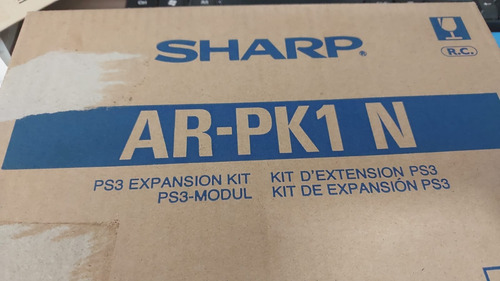 SHARP®
R.C.
AR-PK1 N
PS3 EXPANSION KIT KIT D'EXTENSION PS3
PS3-MODUL KIT DE EXPANSIÓN PS3